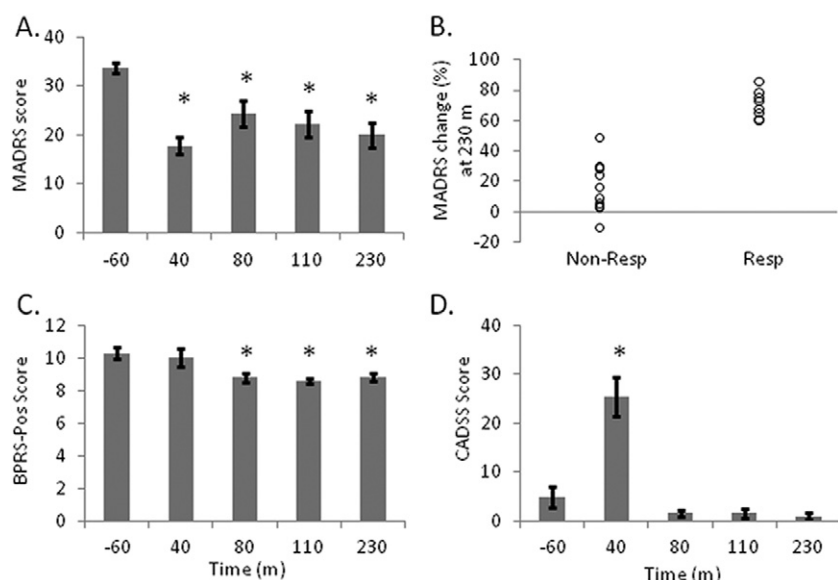 A.
MADRS score
40
30
20
10
0
* * * *
-60 40 80 110 230
B.
MADRS change (%)
at 230 m
100
80
60
40
20
0
-20
Non-Resp Resp
C.
BPRS-Pos Score
12
10
8
6
4
2
0
* * *
-60 40 80 110 230
Time (m)
D.
CADSS Score
40
30
20
10
0
*
-60 40 80 110 230
Time (m)